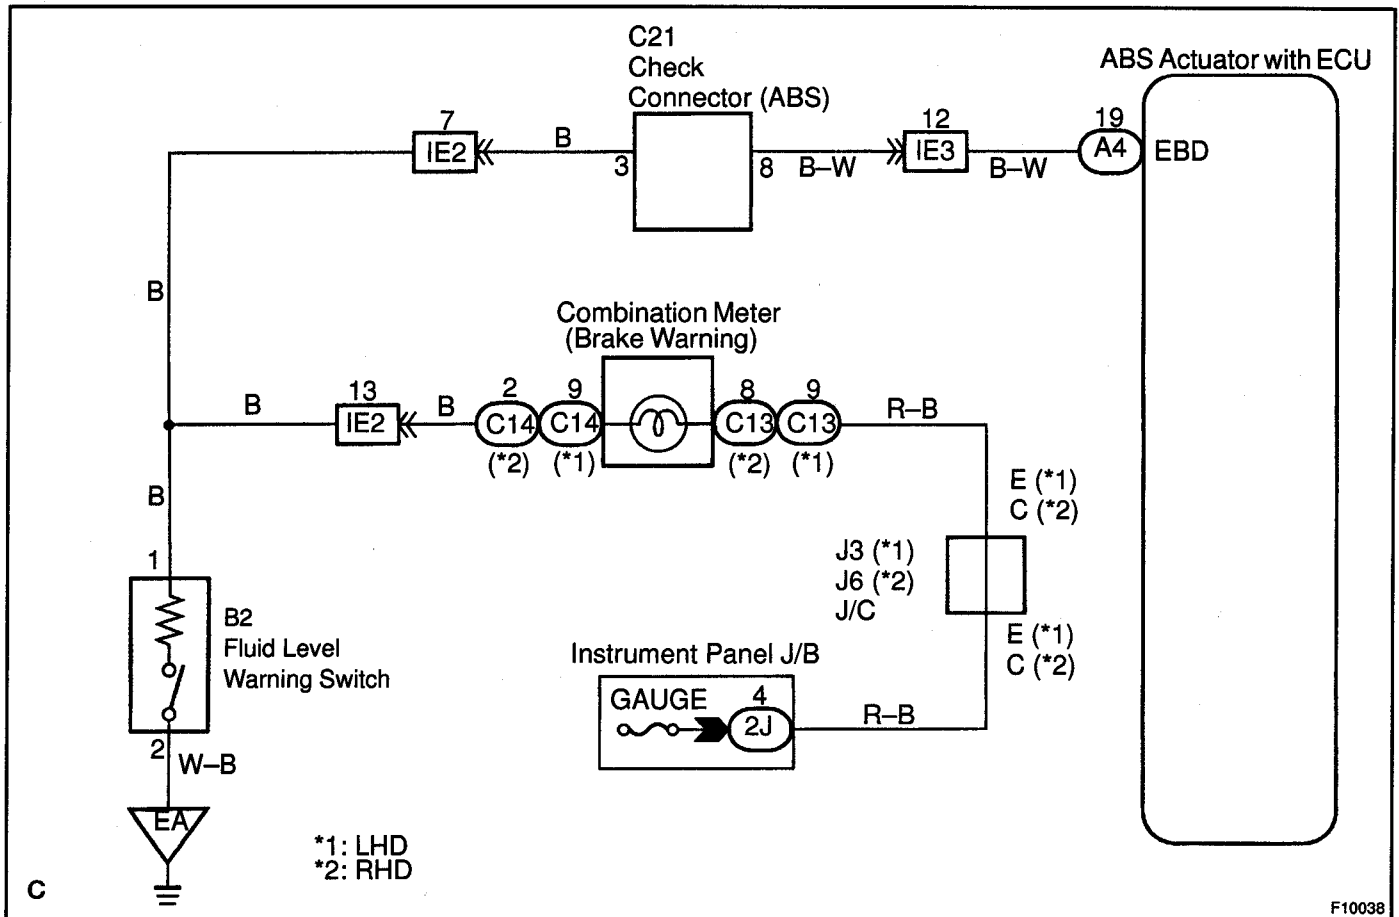 C21
Check
Connector (ABS)
ABS Actuator with ECU
7
IE2
B
3
8
B–W
12
IE3
B–W
19
A4
EBD
B
Combination Meter
(Brake Warning)
B
13
IE2
B
2
C14
(*2)
9
C14
(*1)
8
C13
(*2)
9
C13
(*1)
R–B
E (*1)
C (*2)
J3 (*1)
J6 (*2)
J/C
E (*1)
C (*2)
B
1
B2
Fluid Level
Warning Switch
2
W–B
EA
Instrument Panel J/B
GAUGE
4
2J
R–B
*1: LHD
*2: RHD
C
F10038